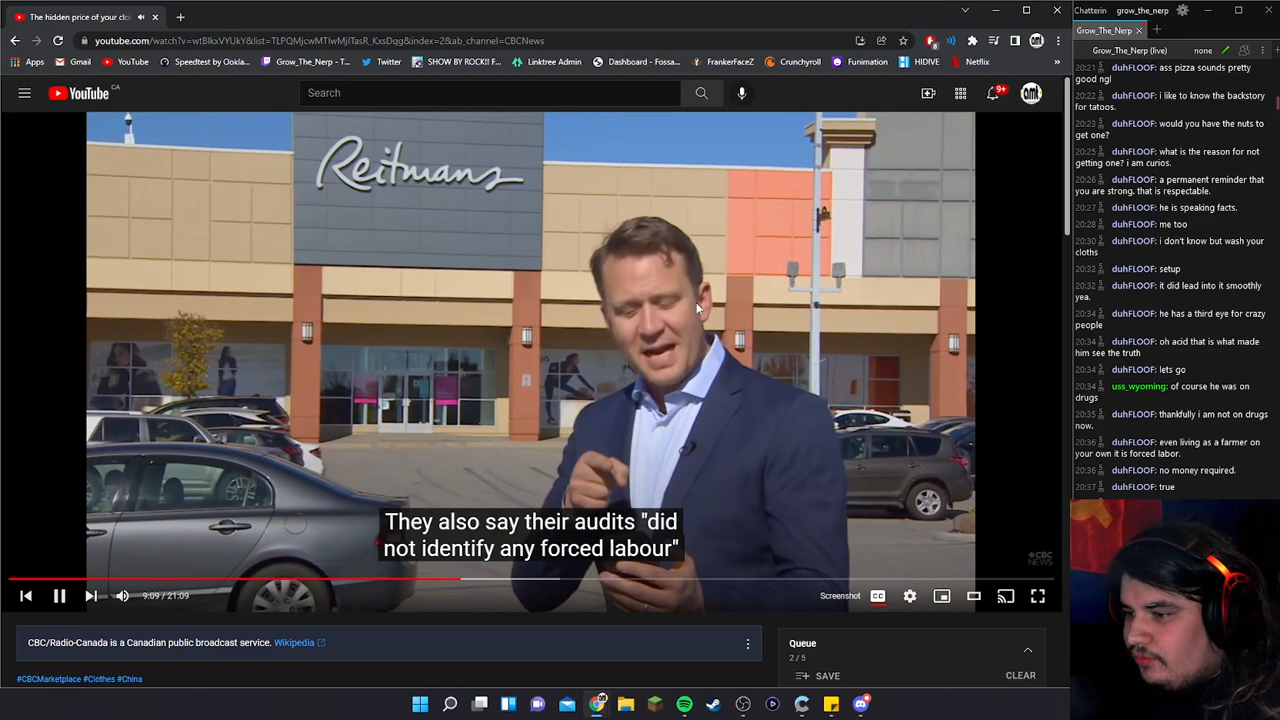 The hidden price of your clot
Chatterin
grow_the_nerp
youtube.com/watch?v=wtBIkxVYUkY&list=TLPQMjcwMTIwMjITasR_KxsDqg&index=2&ab_channel=CBCNews
Grow_The_Nerp
Apps
Gmail
YouTube
Speedtest by Ookla...
Grow_The_Nerp - T...
Twitter
SHOW BY ROCK!! F...
Linktree Admin
Dashboard - Fossa...
FrankerFaceZ
Crunchyroll
Funimation
HIDIVE
Netflix
Grow_The_Nerp (live)
none
YouTube CA
Search
9+
20:21 duhFLOOF: ass pizza sounds pretty
good ngl
20:22 duhFLOOF: i like to know the backstory
for tatoos.
20:23 duhFLOOF: would you have the nuts to
get one?
20:25 duhFLOOF: what is the reason for not
getting one? i am curios.
20:26 duhFLOOF: a permanent reminder that
you are strong. that is respectable.
20:27 duhFLOOF: he is speaking facts.
20:28 duhFLOOF: me too
20:30 duhFLOOF: i don't know but wash your
cloths
20:32 duhFLOOF: setup
20:32 duhFLOOF: it did lead into it smoothly
yea.
20:34 duhFLOOF: he has a third eye for crazy
people
20:34 duhFLOOF: oh acid that is what made
him see the truth
20:34 duhFLOOF: lets go
20:34 uss_wyoming: of course he was on
drugs
20:35 duhFLOOF: thankfully i am not on drugs
now.
20:36 duhFLOOF: even living as a farmer on
your own it is forced labor.
20:36 duhFLOOF: no money required.
20:37 duhFLOOF: true
Reitmans
They also say their audits "did
not identify any forced labour"
CBC
NEWS
9:09 / 21:09
Screenshot
CC
CBC/Radio-Canada is a Canadian public broadcast service. Wikipedia
Queue
2 / 5
SAVE
CLEAR
#CBCMarketplace #Clothes #China